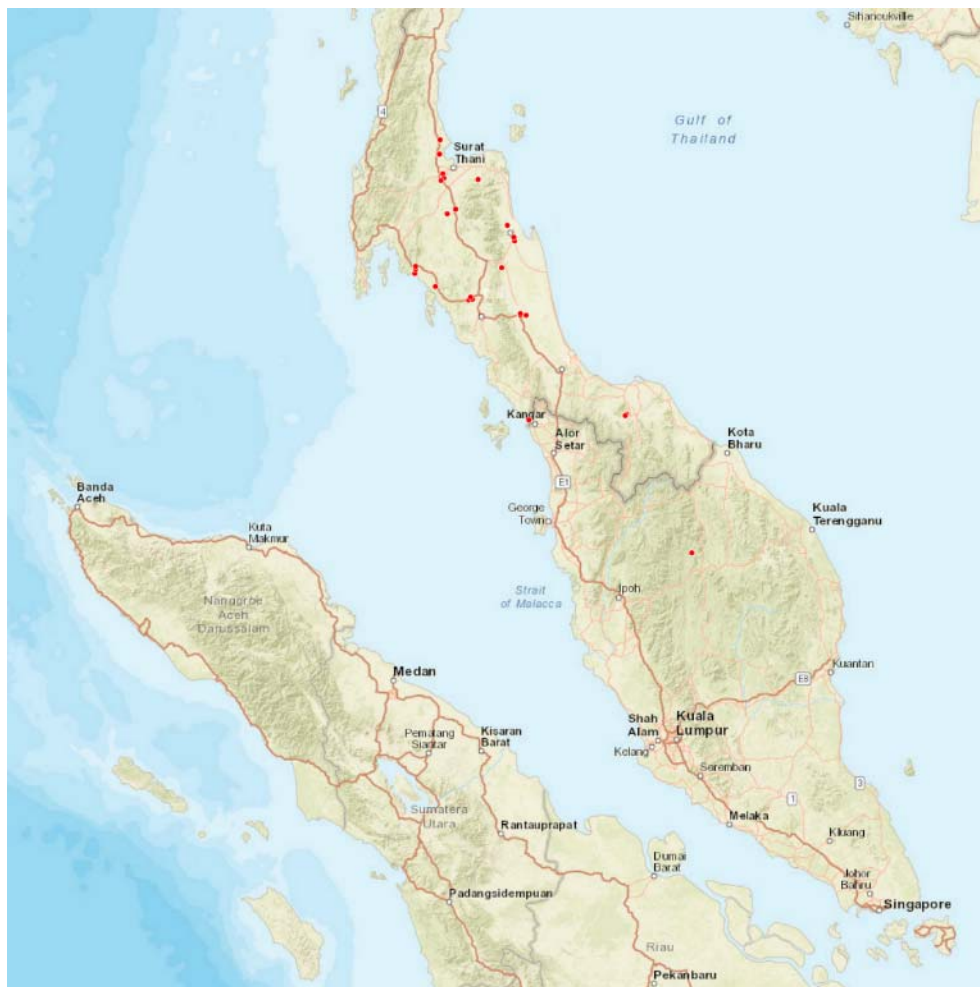 Sihanoukville
4
Gulf of
Thailand
Surat
Thani
Kangar
Alor
Setar
Kota
Bharu
Banda
Aceh
E1
George
Town
Kuala
Terengganu
Kuta
Makmur
Strait
of Malacca
Ipoh
Nanggroe
Aceh
Darussalam
Medan
Kuantan
E8
Shah
Alam
Kuala
Lumpur
Kelang
Pematang
Siantar
Kisaran
Barat
Seremban
3
1
Sumatera
Utara
Melaka
Rantauprapat
Kluang
Dumai
Barat
Johor
Bahru
Padangsidempuan
Singapore
Riau
Pekanbaru